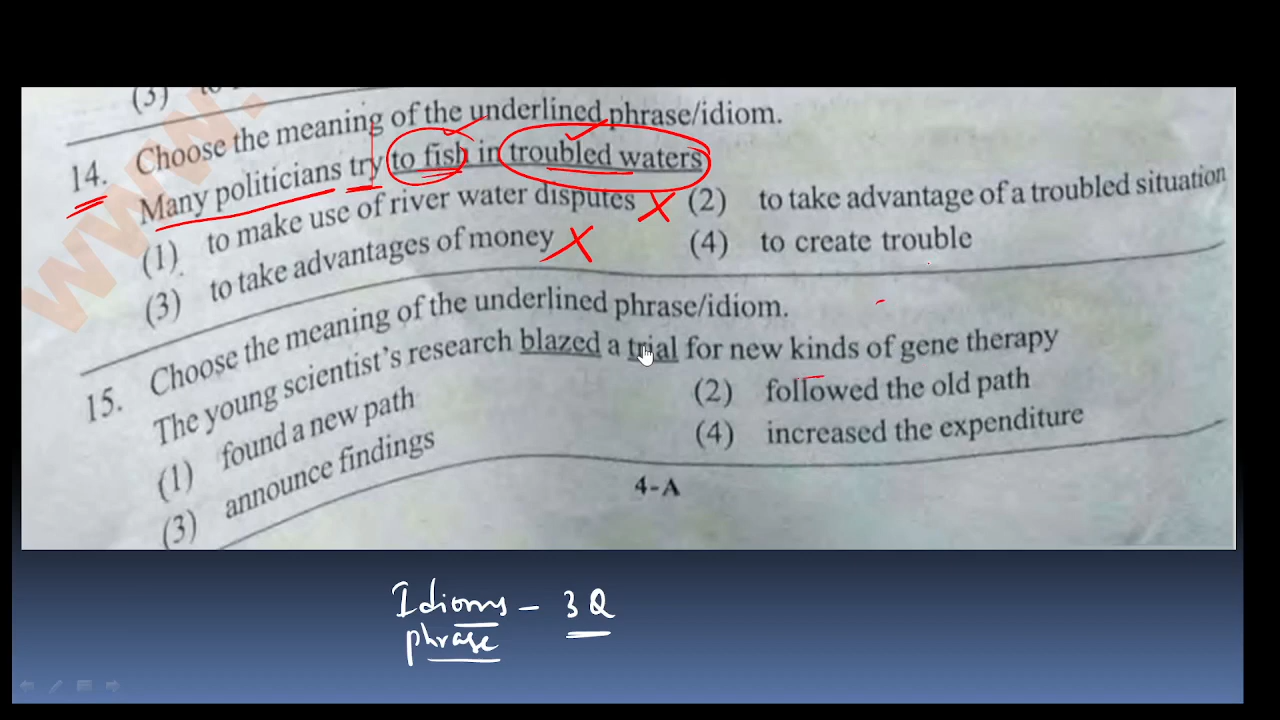 (3) to
14. Choose the meaning of the underlined phrase/idiom.
Many politicians try to fish in troubled waters
(1) to make use of river water disputes (2) to take advantage of a troubled situation
(3) to take advantages of money (4) to create trouble
15. Choose the meaning of the underlined phrase/idiom.
The young scientist's research blazed a trial for new kinds of gene therapy
(1) found a new path (2) followed the old path
(3) announce findings (4) increased the expenditure
4-A
www.
Idioms - 3Q
phrase